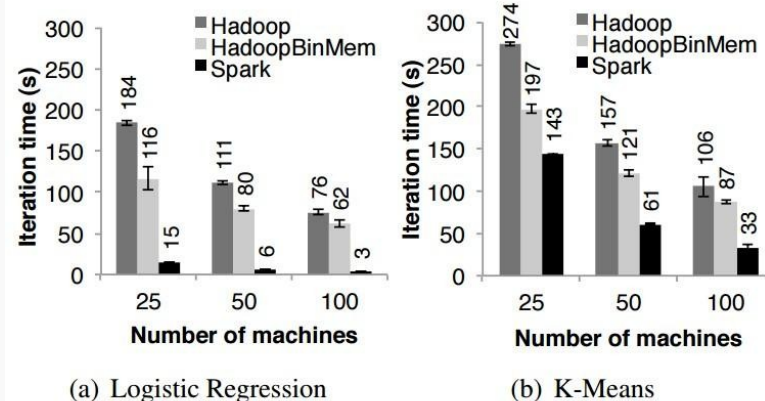 Hadoop
HadoopBinMem
Spark
Iteration time (s)
300
250
200
150
100
50
0
184
116
15
111
80
6
76
62
3
25 50 100
Number of machines
(a) Logistic Regression
Hadoop
HadoopBinMem
Spark
Iteration time (s)
300
250
200
150
100
50
0
274
197
143
157
121
61
106
87
33
25 50 100
Number of machines
(b) K-Means